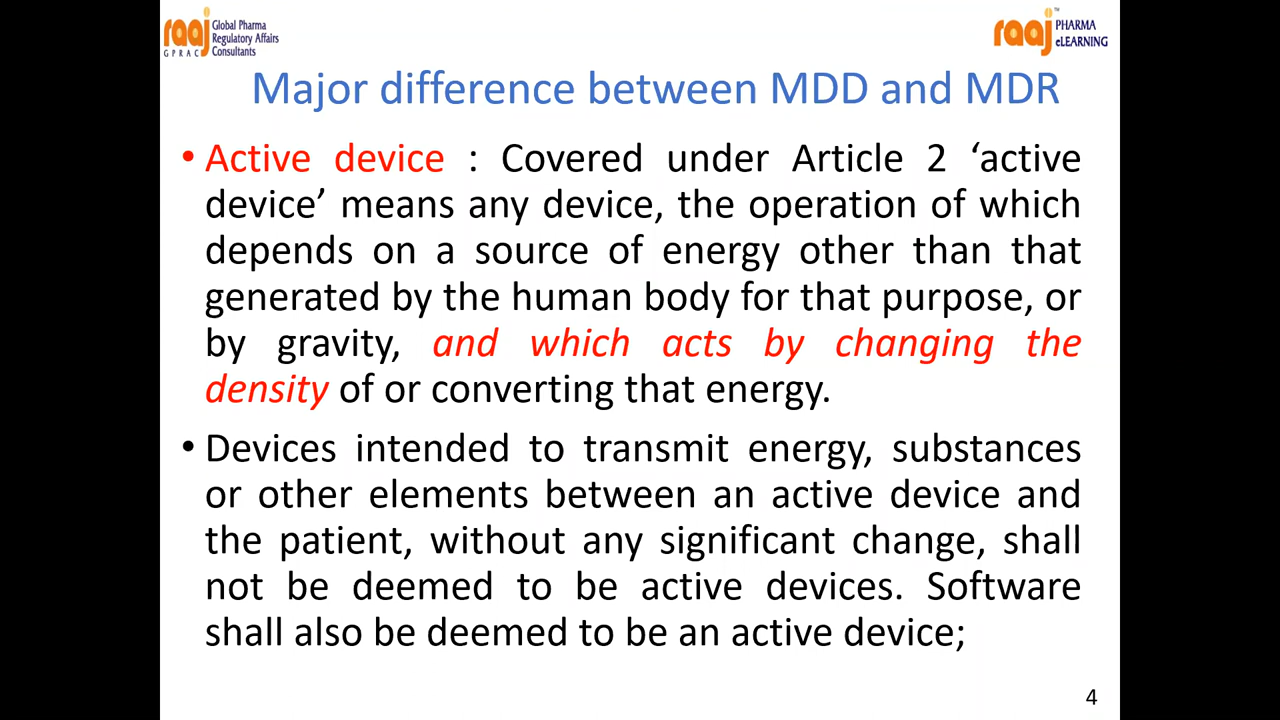 raaj
Global Pharma
Regulatory Affairs
Consultants
GPRAC
raaj
™
PHARMA
eLEARNING
Major difference between MDD and MDR
• Active device : Covered under Article 2 ‘active
device’ means any device, the operation of which
depends on a source of energy other than that
generated by the human body for that purpose, or
by gravity, and which acts by changing the
density of or converting that energy.
• Devices intended to transmit energy, substances
or other elements between an active device and
the patient, without any significant change, shall
not be deemed to be active devices. Software
shall also be deemed to be an active device;
4